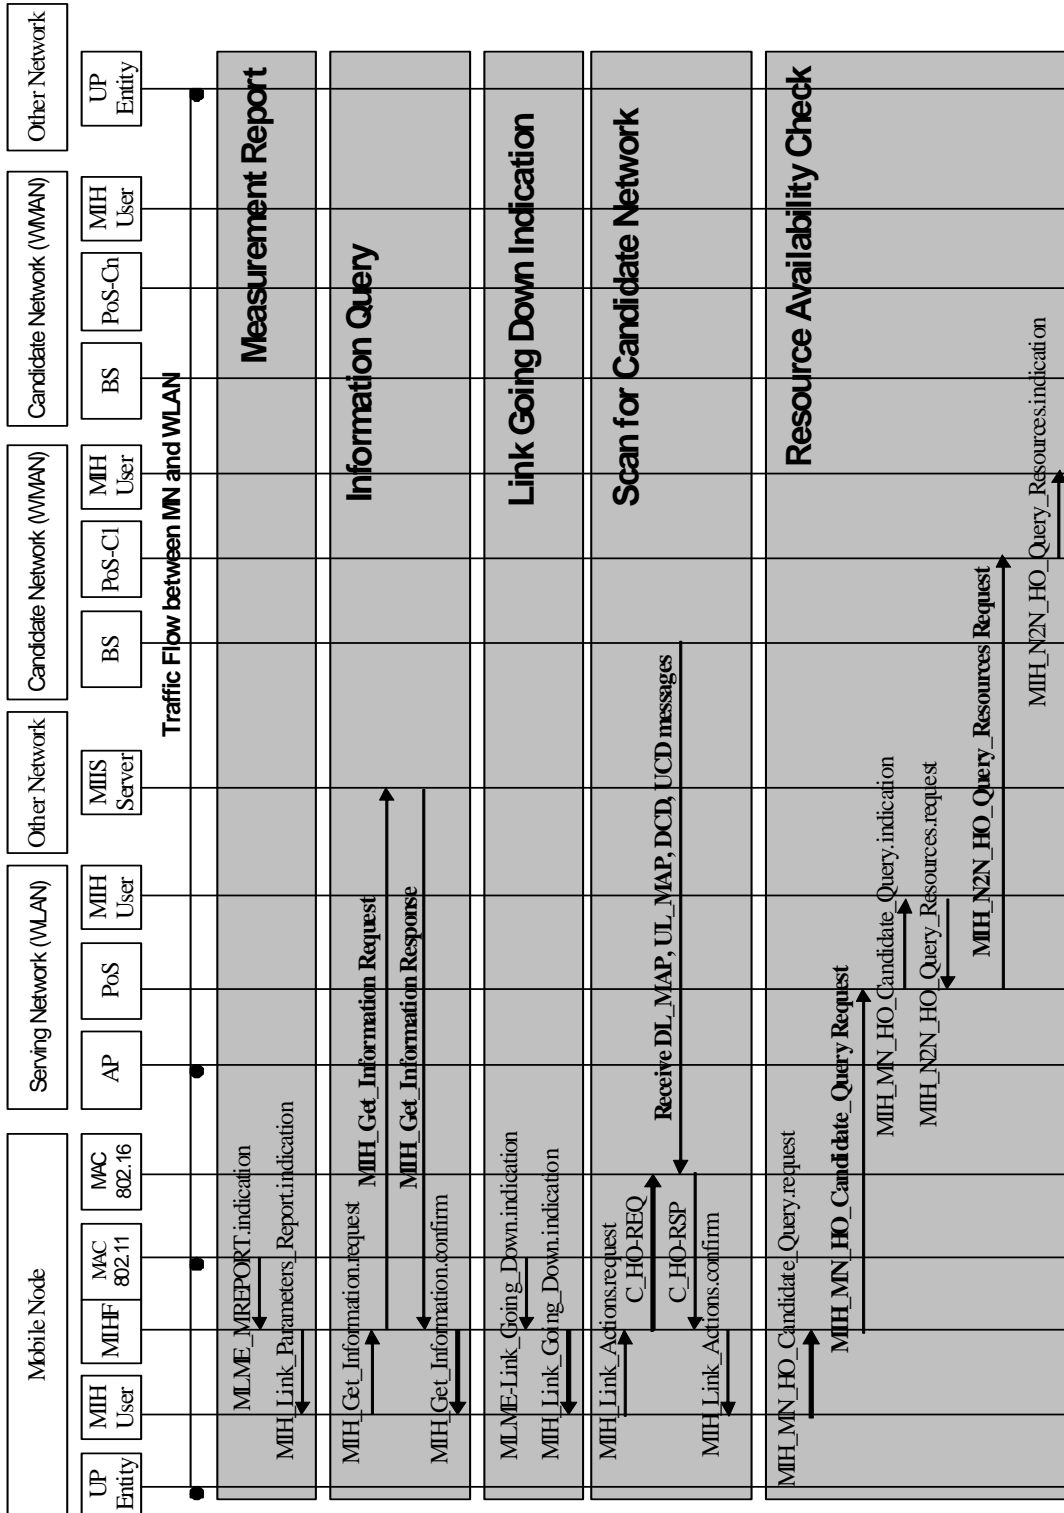 Mobile Node
Serving Network (WLAN)
Other Network
Candidate Network (WMAN)
Candidate Network (WMAN)
Other Network
UP
Entity
MIH
User
MIHF
MAC
802.11
MAC
802.16
AP
PoS
MIH
User
MIIS
Server
BS
PoS-C1
MIH
User
BS
PoS-Cn
MIH
User
UP
Entity
Traffic Flow between MN and WLAN
Measurement Report
MLME_MREPORT.indication
MIH_Link_Parameters_Report.indication
Information Query
MIH_Get_Information.request
MIH_Get_Information Request
MIH_Get_Information Response
MIH_Get_Information.confirm
Link Going Down Indication
MLME-Link_Going_Down.indication
MIH_Link_Going_Down.indication
Scan for Candidate Network
MIH_Link_Actions.request
C_HO-REQ
Receive DL_MAP, UL_MAP, DCD, UCD messages
C_HO-RSP
MIH_Link_Actions.confirm
Resource Availability Check
MIH_MN_HO_Candidate_Query.request
MIH_MN_HO_Candidate_Query Request
MIH_MN_HO_Candidate_Query.indication
MIH_N2N_HO_Query_Resources.request
MIH_N2N_HO_Query_Resources Request
MIH_N2N_HO_Query_Resources.indication